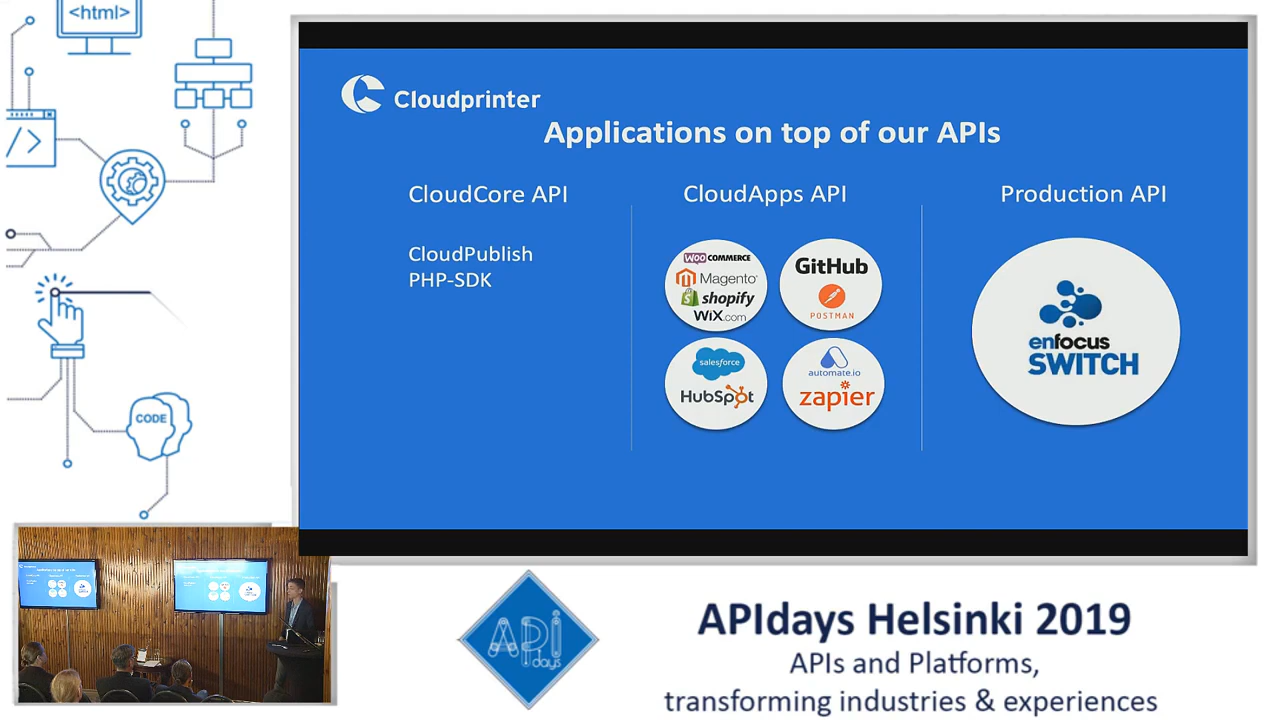 <html>
</>
CODE
Cloudprinter
Applications on top of our APIs
CloudCore API
CloudPublish
PHP-SDK
CloudApps API
WOO COMMERCE
Magento
shopify
WiX.com
GitHub
POSTMAN
salesforce
HubSpot
automate.io
zapier
Production API
enfocus
SWITCH
API
days
APIdays Helsinki 2019
APIs and Platforms,
transforming industries & experiences